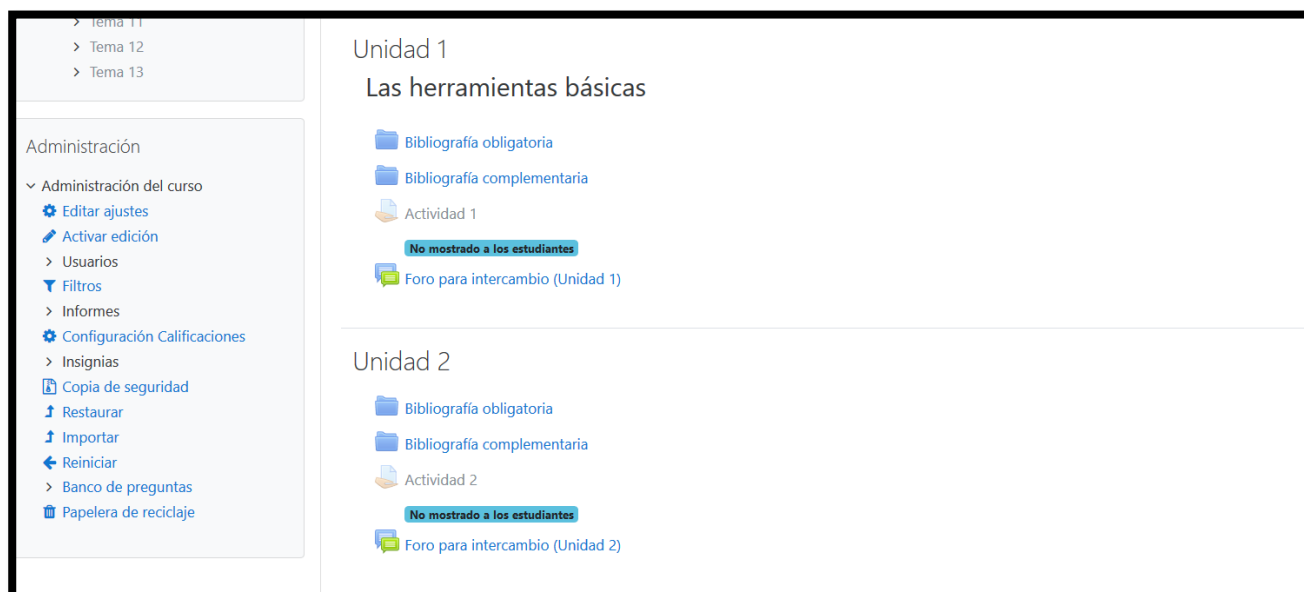 Tema 11
Tema 12
Tema 13
Administración
Administración del curso
Editar ajustes
Activar edición
Usuarios
Filtros
Informes
Configuración Calificaciones
Insignias
Copia de seguridad
Restaurar
Importar
Reiniciar
Banco de preguntas
Papelera de reciclaje
Unidad 1
Las herramientas básicas
Bibliografía obligatoria
Bibliografía complementaria
Actividad 1
No mostrado a los estudiantes
Foro para intercambio (Unidad 1)
Unidad 2
Bibliografía obligatoria
Bibliografía complementaria
Actividad 2
No mostrado a los estudiantes
Foro para intercambio (Unidad 2)